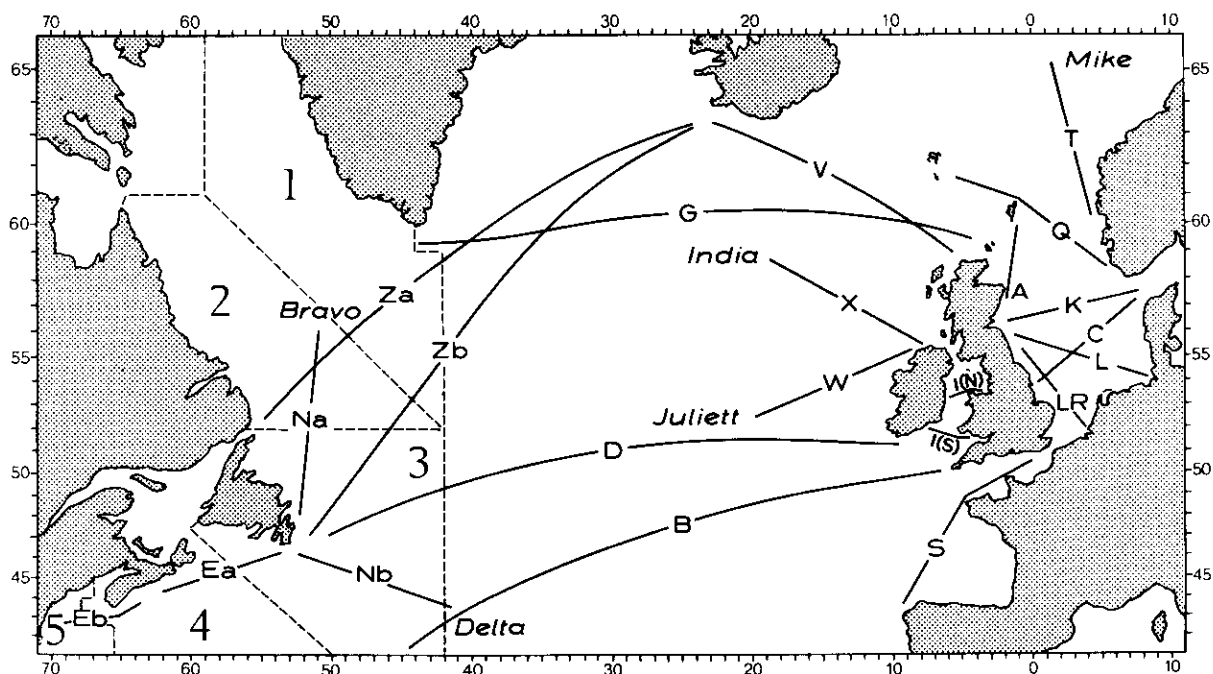 70 60 50 40 30 20 10 0 10
65 65
Mike
T
1
V
60 G Q 60
India
A
2 Za X K
Bravo
Zb C
55 L 55
W I(N)
Na LR
Juliett
3 D I(S)
50 50
B
S
Ea Nb
45 45
Eb 4 Delta
5
70 60 50 40 30 20 10 0 10